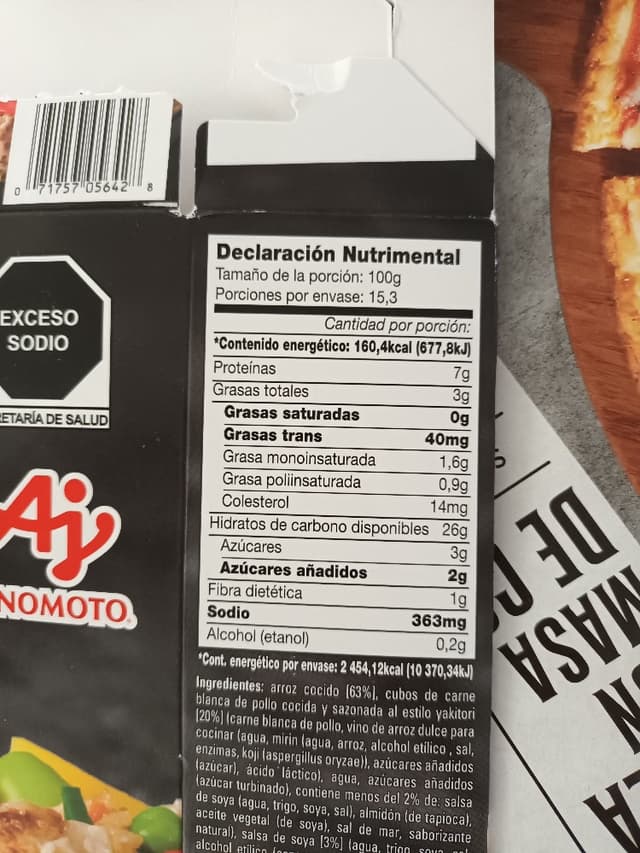 0 71757 05642 8
EXCESO
SODIO
ETARÍA DE SALUD
Aj
NOMOTO
Declaración Nutrimental
Tamaño de la porción: 100g
Porciones por envase: 15,3
Cantidad por porción:
*Contenido energético: 160,4kcal (677,8kJ)
Proteínas 7g
Grasas totales 3g
Grasas saturadas 0g
Grasas trans 40mg
Grasa monoinsaturada 1,6g
Grasa poliinsaturada 0,9g
Colesterol 14mg
Hidratos de carbono disponibles 26g
Azúcares 3g
Azúcares añadidos 2g
Fibra dietética 1g
Sodio 363mg
Alcohol (etanol) 0,2g
*Cont. energético por envase: 2 454,12kcal (10 370,34kJ)
Ingredientes: arroz cocido (63%), cubos de carne
blanca de pollo cocida y sazonada al estilo yakitori
(20%) (carne blanca de pollo, vino de arroz dulce para
cocinar (agua, mirin (agua, arroz, alcohol etílico, sal,
enzimas, koji (aspergillus oryzae)), azúcares añadidos
(azúcar), ácido láctico), agua, azúcares añadidos
(azúcar turbinado), contiene menos del 2% de: salsa
de soya (agua, trigo, soya, sal), almidón (de tapioca),
aceite vegetal (de soya), sal de mar, saborizante
natural), salsa de soya (3%) (agua, trigo, soya
alcohol etílico
DE
MASA